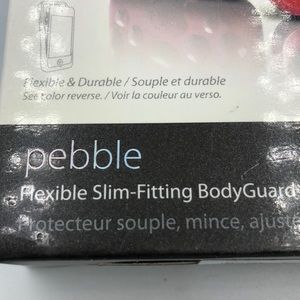 Flexible & Durable / Souple et durable
See color reverse. / Voir la couleur au verso.
pebble
Flexible Slim-Fitting BodyGuard
Protecteur souple, mince, ajusté